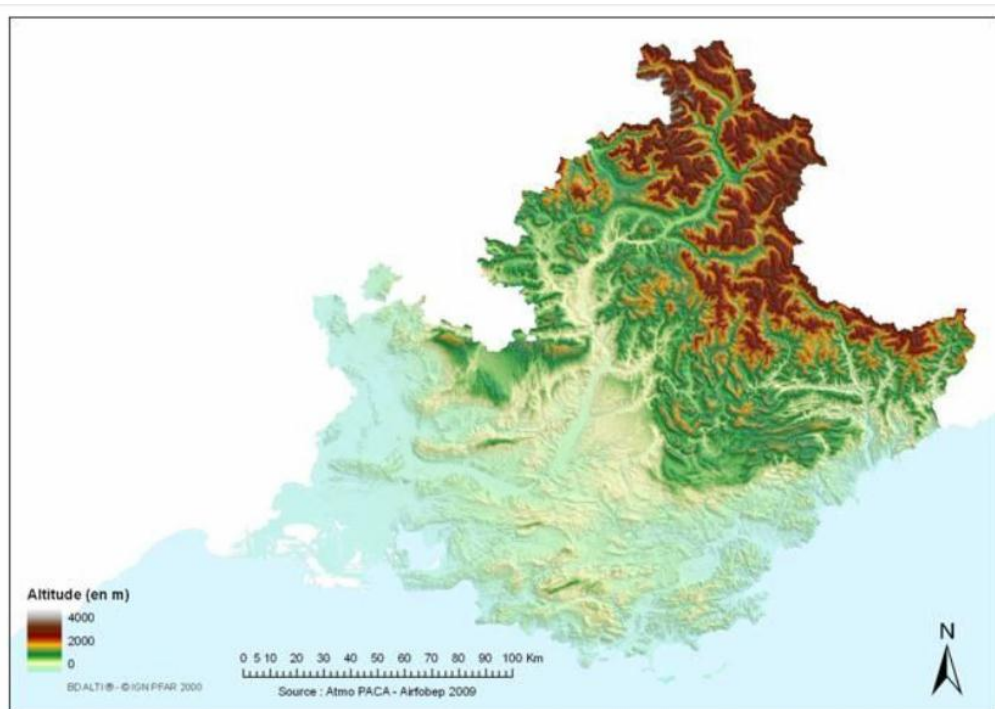 Altitude (en m)
4000
2000
0
BD ALTI ® - © IGN PFAR 2000
0 5 10 20 30 40 50 60 70 80 90 100 Km
Source : Atmo PACA - Airfobep 2009
N